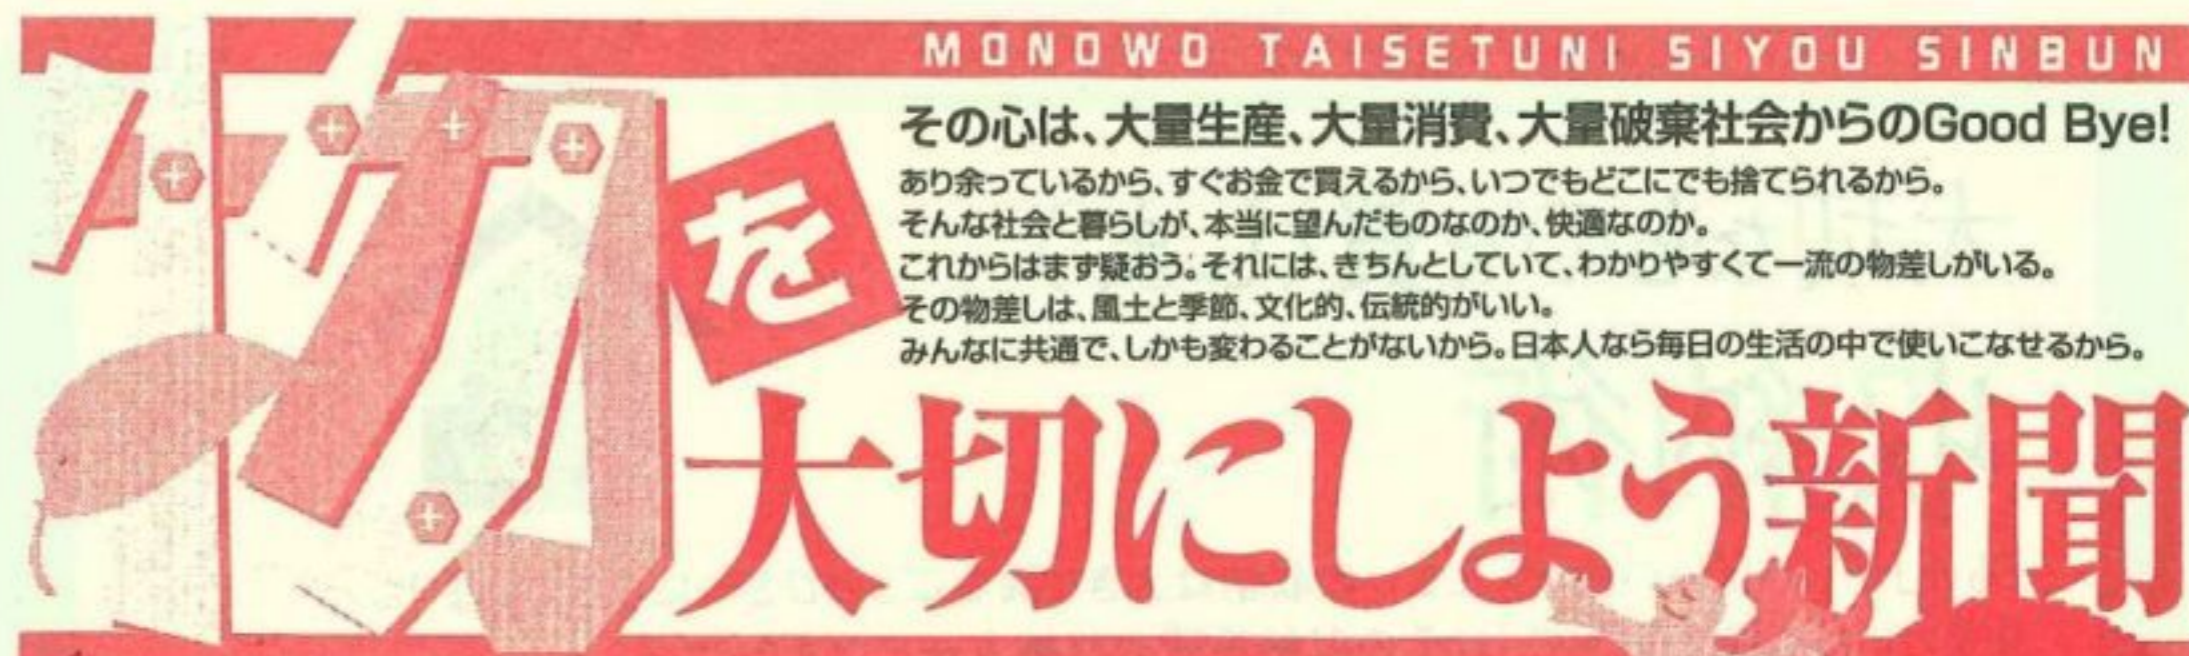 MONOWO TAISETUNI SIYOU SINBUN
その心は、大量生産、大量消費、大量破棄社会からのGood Bye!
あり余っているから、すぐお金で買えるから、いつでもどこにでも捨てられるから。
そんな社会と暮らしが、本当に望んだものなのか、快適なのか。
これからはまず疑おう。それには、きちんとしていて、わかりやすくて一流の物差しがいる。
その物差しは、風土と季節、文化的、伝統的がいい。
みんなに共通で、しかも変わることがないから。日本人なら毎日の生活の中で使いこなせるから。
物を
大切にしよう新聞